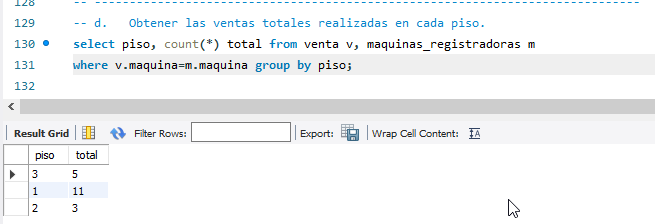 128 -- ------------------------------------------------------------------------
129 -- d. Obtener las ventas totales realizadas en cada piso.
130 select piso, count(*) total from venta v, maquinas_registradoras m
131 where v.maquina=m.maquina group by piso;
132
Result Grid Filter Rows: Export: Wrap Cell Content: IA
piso total
3 5
1 11
2 3